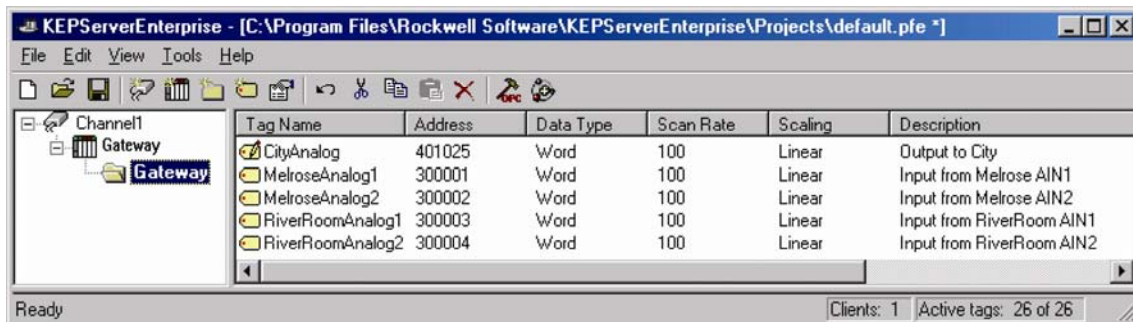 KEPServerEnterprise - [C:\Program Files\Rockwell Software\KEPServerEnterprise\Projects\default.pfe *]
File Edit View Tools Help
OPC
Channel1
Gateway
Gateway
Tag Name Address Data Type Scan Rate Scaling Description
CityAnalog 401025 Word 100 Linear Output to City
MelroseAnalog1 300001 Word 100 Linear Input from Melrose AIN1
MelroseAnalog2 300002 Word 100 Linear Input from Melrose AIN2
RiverRoomAnalog1 300003 Word 100 Linear Input from RiverRoom AIN1
RiverRoomAnalog2 300004 Word 100 Linear Input from RiverRoom AIN2
Ready Clients: 1 Active tags: 26 of 26